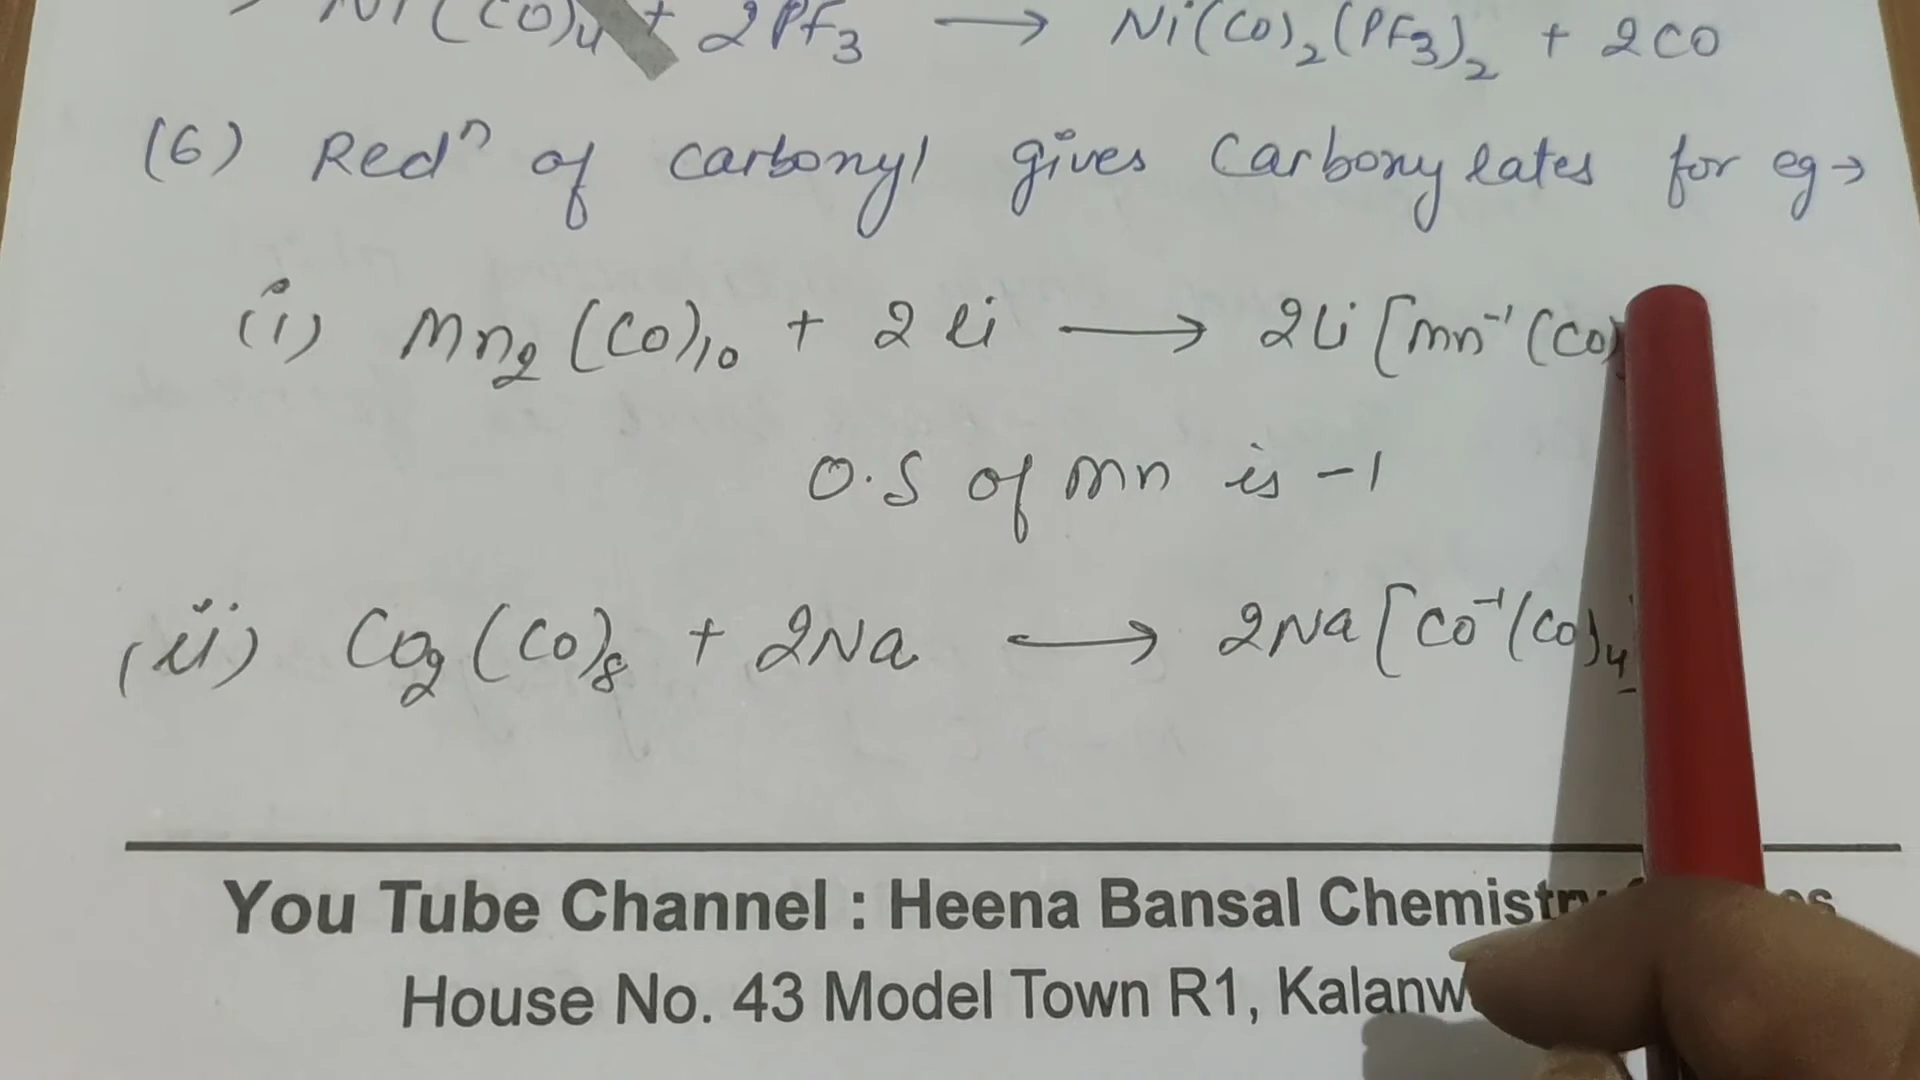 Ni(CO)₄ + 2PF₃ ⟶ Ni(CO)₂(PF₃)₂ + 2CO
(6) Redⁿ of carbonyl gives Carbonylates for eg →
(i) Mn₂(CO)₁₀ + 2Li ⟶ 2Li[Mn⁻¹(CO)
O.S of Mn is -1
(ii) Co₂(CO)₈ + 2Na ⟶ 2Na[Co⁻¹(CO)₄]
You Tube Channel : Heena Bansal Chemistry
House No. 43 Model Town R1,